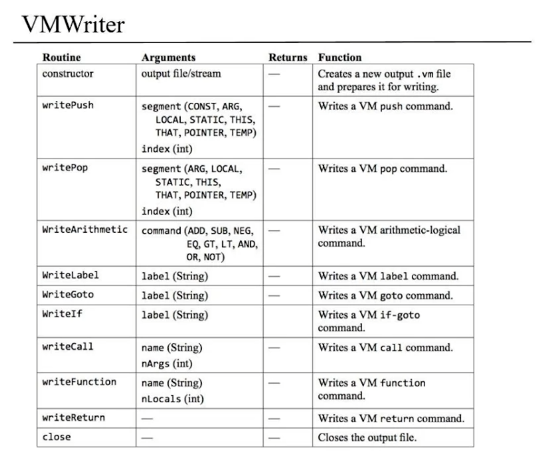 VMWriter
Routine Arguments Returns Function
constructor output file/stream — Creates a new output .vm file
and prepares it for writing.
writePush segment (CONST, ARG, — Writes a VM push command.
LOCAL, STATIC, THIS,
THAT, POINTER, TEMP)
index (int)
writePop segment (ARG, LOCAL, — Writes a VM pop command.
STATIC, THIS,
THAT, POINTER, TEMP)
index (int)
WriteArithmetic command (ADD, SUB, NEG, — Writes a VM arithmetic-logical
EQ, GT, LT, AND, command.
OR, NOT)
WriteLabel label (String) — Writes a VM label command.
WriteGoto label (String) — Writes a VM goto command.
WriteIf label (String) — Writes a VM if-goto
command.
writeCall name (String) — Writes a VM call command.
nArgs (int)
writeFunction name (String) — Writes a VM function
nLocals (int) command.
writeReturn — — Writes a VM return command.
close — — Closes the output file.